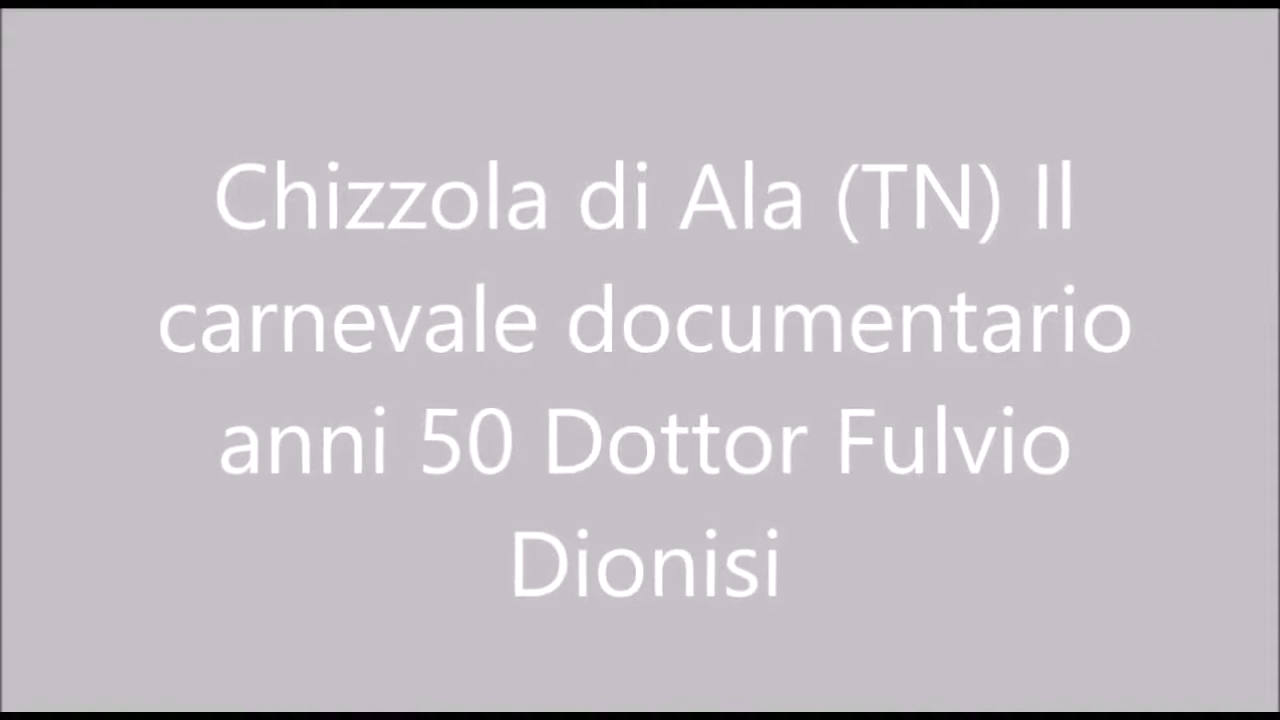 Chizzola di Ala (TN) Il
carnevale documentario
anni 50 Dottor Fulvio
Dionisi